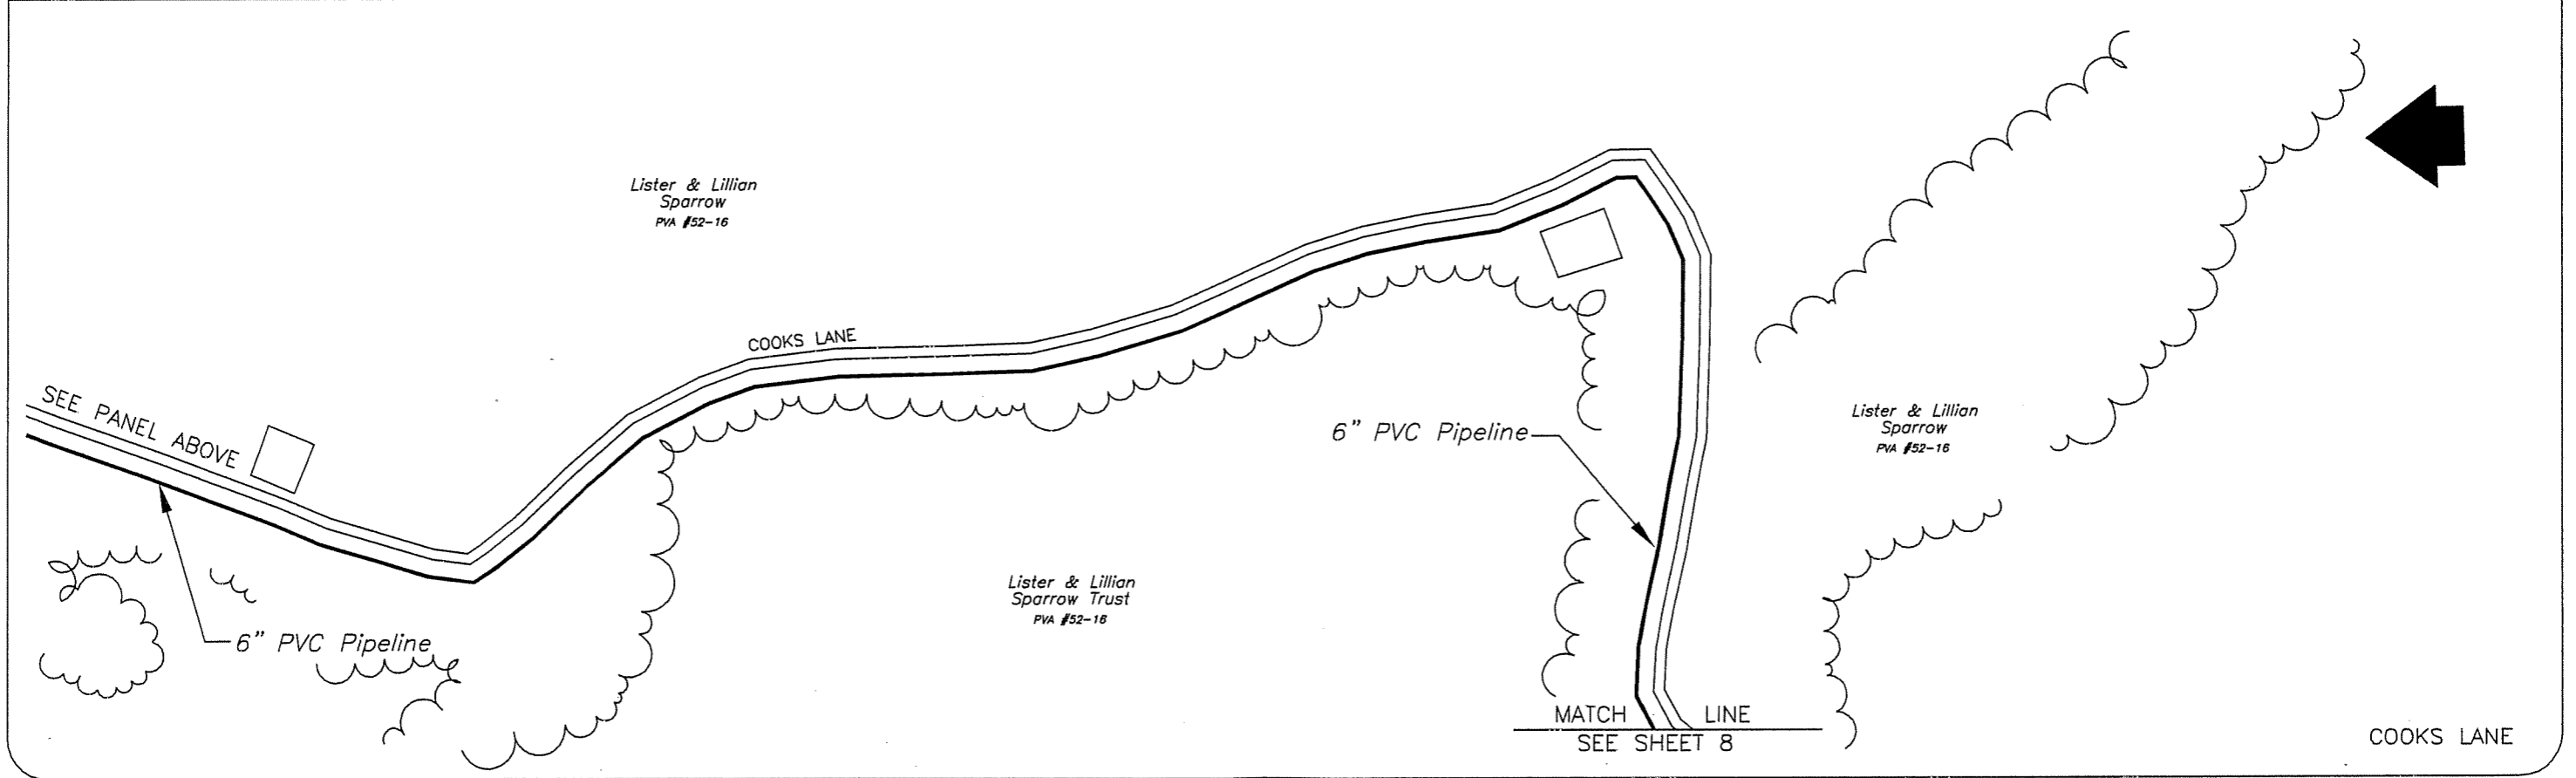 Lister & Lillian
Sparrow
PVA #52-16
COOKS LANE
SEE PANEL ABOVE
6" PVC Pipeline
Lister & Lillian
Sparrow
PVA #52-16
Lister & Lillian
Sparrow Trust
PVA #52-16
6" PVC Pipeline
MATCH LINE
SEE SHEET 8
COOKS LANE